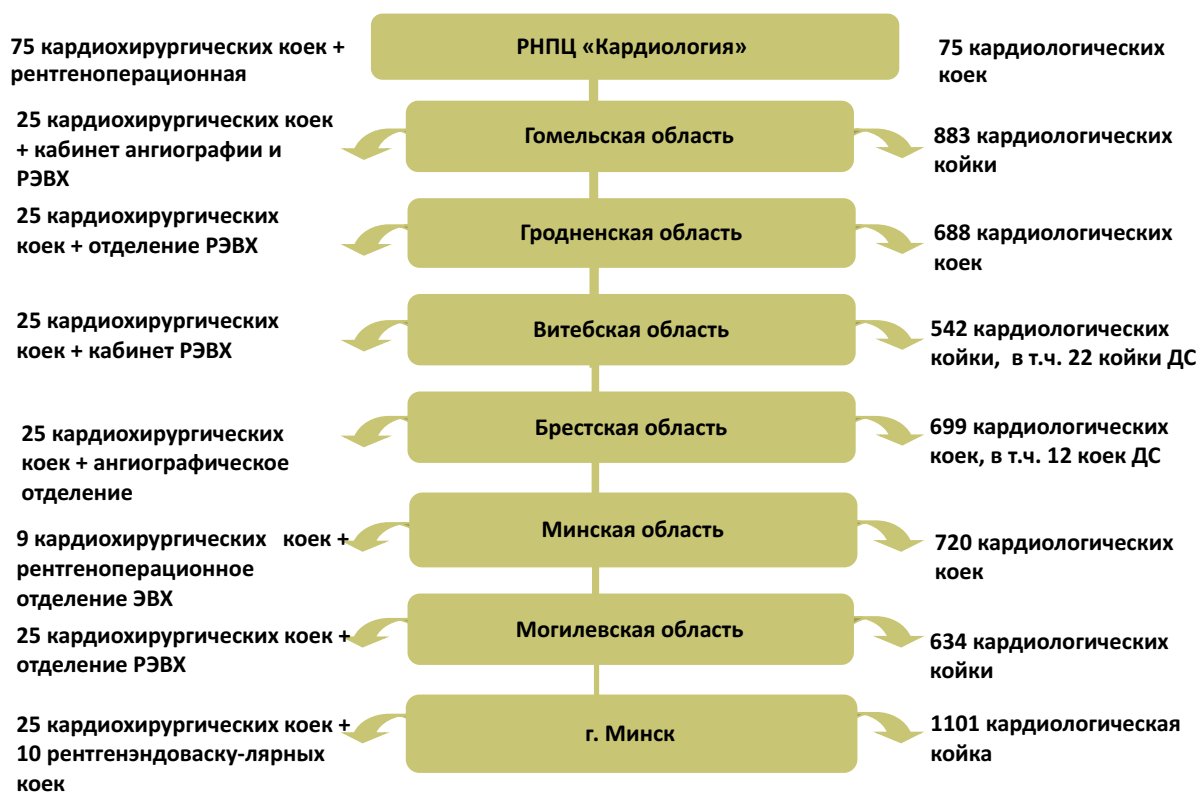 75 кардиохирургических коек +
рентгеноперационная
РНПЦ «Кардиология»
75 кардиологических
коек
25 кардиохирургических коек
+ кабинет ангиографии и
РЭВХ
Гомельская область
883 кардиологических
койки
25 кардиохирургических
коек + отделение РЭВХ
Гродненская область
688 кардиологических
коек
25 кардиохирургических
коек + кабинет РЭВХ
Витебская область
542 кардиологических
койки, в т.ч. 22 койки ДС
25 кардиохирургических
коек + ангиографическое
отделение
Брестская область
699 кардиологических
коек, в т.ч. 12 коек ДС
9 кардиохирургических коек +
рентгеноперационное
отделение ЭВХ
Минская область
720 кардиологических
коек
25 кардиохирургических коек +
отделение РЭВХ
Могилевская область
634 кардиологических
койки
25 кардиохирургических коек +
10 рентгенэндоваску-лярных
коек
г. Минск
1101 кардиологическая
койка